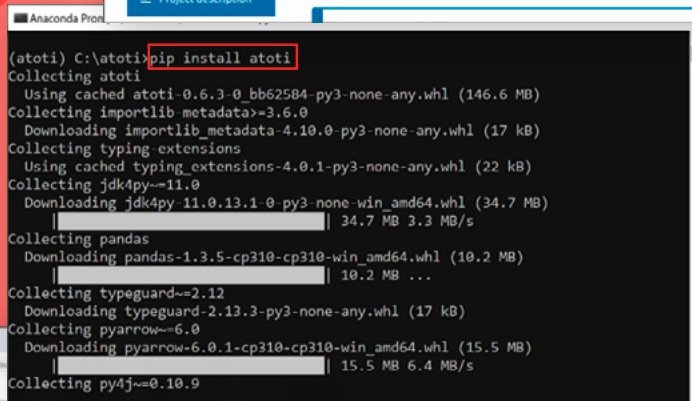 Project description
Anaconda Prom
(atoti) C:\atoti>pip install atoti
Collecting atoti
  Using cached atoti-0.6.3-0_bb62584-py3-none-any.whl (146.6 MB)
Collecting importlib-metadata>=3.6.0
  Downloading importlib_metadata-4.10.0-py3-none-any.whl (17 kB)
Collecting typing-extensions
  Using cached typing_extensions-4.0.1-py3-none-any.whl (22 kB)
Collecting jdk4py~=11.0
  Downloading jdk4py-11.0.13.1-0-py3-none-win_amd64.whl (34.7 MB)
     | | 34.7 MB 3.3 MB/s
Collecting pandas
  Downloading pandas-1.3.5-cp310-cp310-win_amd64.whl (10.2 MB)
     | | 10.2 MB ...
Collecting typeguard~=2.12
  Downloading typeguard-2.13.3-py3-none-any.whl (17 kB)
Collecting pyarrow~=6.0
  Downloading pyarrow-6.0.1-cp310-cp310-win_amd64.whl (15.5 MB)
     | | 15.5 MB 6.4 MB/s
Collecting py4j~=0.10.9